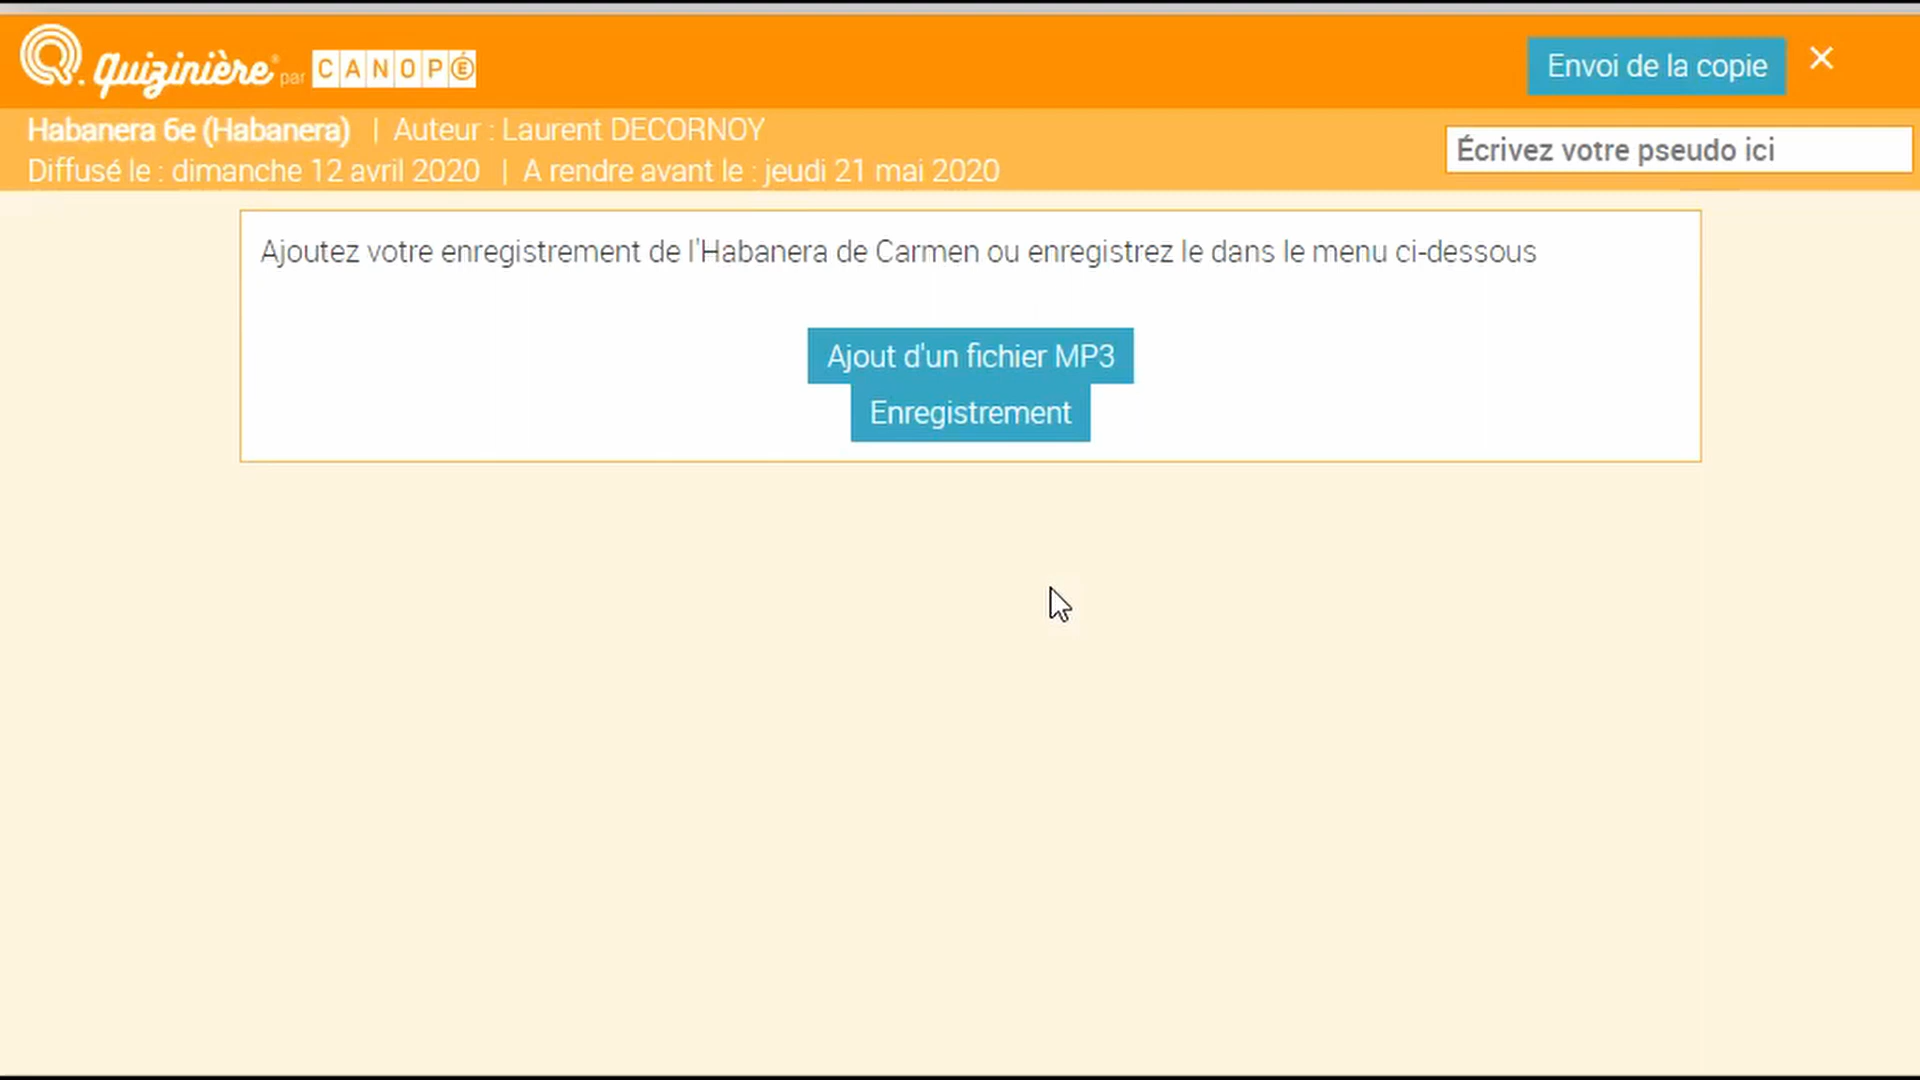 Q. Quizinière® par CANOPÉ
Envoi de la copie ×
Habanera 6e (Habanera) | Auteur : Laurent DECORNOY
Écrivez votre pseudo ici
Diffusé le : dimanche 12 avril 2020 | A rendre avant le : jeudi 21 mai 2020
Ajoutez votre enregistrement de l'Habanera de Carmen ou enregistrez le dans le menu ci-dessous
Ajout d'un fichier MP3
Enregistrement